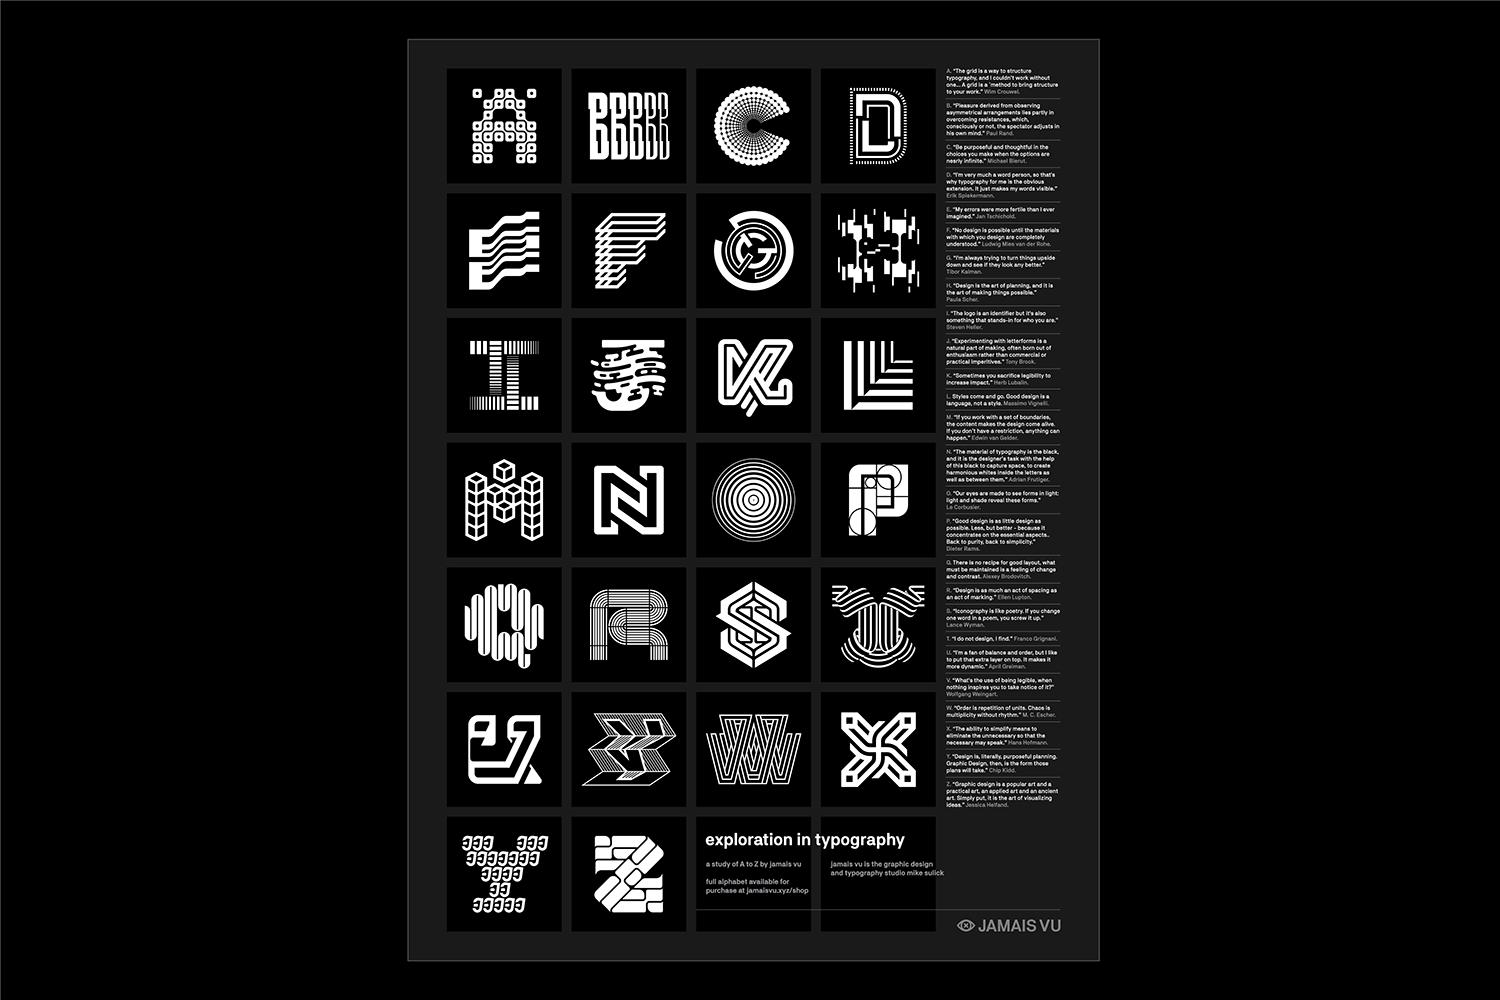 A
B
C
D
E
F
G
H
I
J
K
L
M
N
O
P
Q
R
S
T
U
V
W
X
Y
Z
A. "The grid is a way to structure
typography, and I couldn't work without
one... A grid is a 'method to bring structure
to your work." Wim Crouwel.
B. "Pleasure derived from observing
asymmetrical arrangements lies partly in
overcoming resistances, which,
consciously or not, the spectator adjusts in
his own mind." Paul Rand.
C. "Be purposeful and thoughtful in the
choices you make when the options are
nearly infinite." Michael Bierut.
D. "I'm very much a word person, so that's
why typography for me is the obvious
extension. It just makes my words visible."
Erik Spiekermann.
E. "My errors were more fertile than I ever
imagined." Jan Tschichold.
F. "No design is possible until the materials
with which you design are completely
understood." Ludwig Mies van der Rohe.
G. "I'm always trying to turn things upside
down and see if they look any better."
Tibor Kalman.
H. "Design is the art of planning, and it is
the art of making things possible."
Paula Scher.
I. "The logo is an identifier but it's also
something that stands-in for who you are."
Steven Heller.
J. "Experimenting with letterforms is a
natural part of making, often born out of
enthusiasm rather than commercial or
practical imperitives." Tony Brook.
K. "Sometimes you sacrifice legibility to
increase impact." Herb Lubalin.
L. Styles come and go. Good design is a
language, not a style. Massimo Vignelli.
M. "If you work with a set of boundaries,
the content makes the design come alive.
If you don't have a restriction, anything can
happen." Edwin van Gelder.
N. "The material of typography is the black,
and it is the designer's task with the help
of this black to capture space, to create
harmonious whites inside the letters as
well as between them." Adrian Frutiger.
O. "Our eyes are made to see forms in light:
light and shade reveal these forms."
Le Corbusier.
P. "Good design is as little design as
possible. Less, but better - because it
concentrates on the essential aspects..
Back to purity, back to simplicity."
Dieter Rams.
Q. There is no recipe for good layout, what
must be maintained is a feeling of change
and contrast. Alexey Brodovitch.
R. "Design is as much an act of spacing as
an act of marking." Ellen Lupton.
S. "Iconography is like poetry. If you change
one word in a poem, you screw it up."
Lance Wyman.
T. "I do not design, I find." Franco Grignani.
U. "I'm a fan of balance and order, but I like
to put that extra layer on top. It makes it
more dynamic." April Greiman.
V. "What's the use of being legible, when
nothing inspires you to take notice of it?"
Wolfgang Weingart.
W. "Order is repetition of units. Chaos is
multiplicity without rhythm." M. C. Escher.
X. "The ability to simplify means to
eliminate the unnecessary so that the
necessary may speak." Hans Hofmann.
Y. "Design is, literally, purposeful planning.
Graphic Design, then, is the form those
plans will take." Chip Kidd.
Z. "Graphic design is a popular art and a
practical art, an applied art and an ancient
art. Simply put, it is the art of visualizing
ideas." Jessica Helfand.
exploration in typography
a study of A to Z by jamais vu
full alphabet available for
purchase at jamaisvu.xyz/shop
jamais vu is the graphic design
and typography studio mike sulick
JAMAIS VU